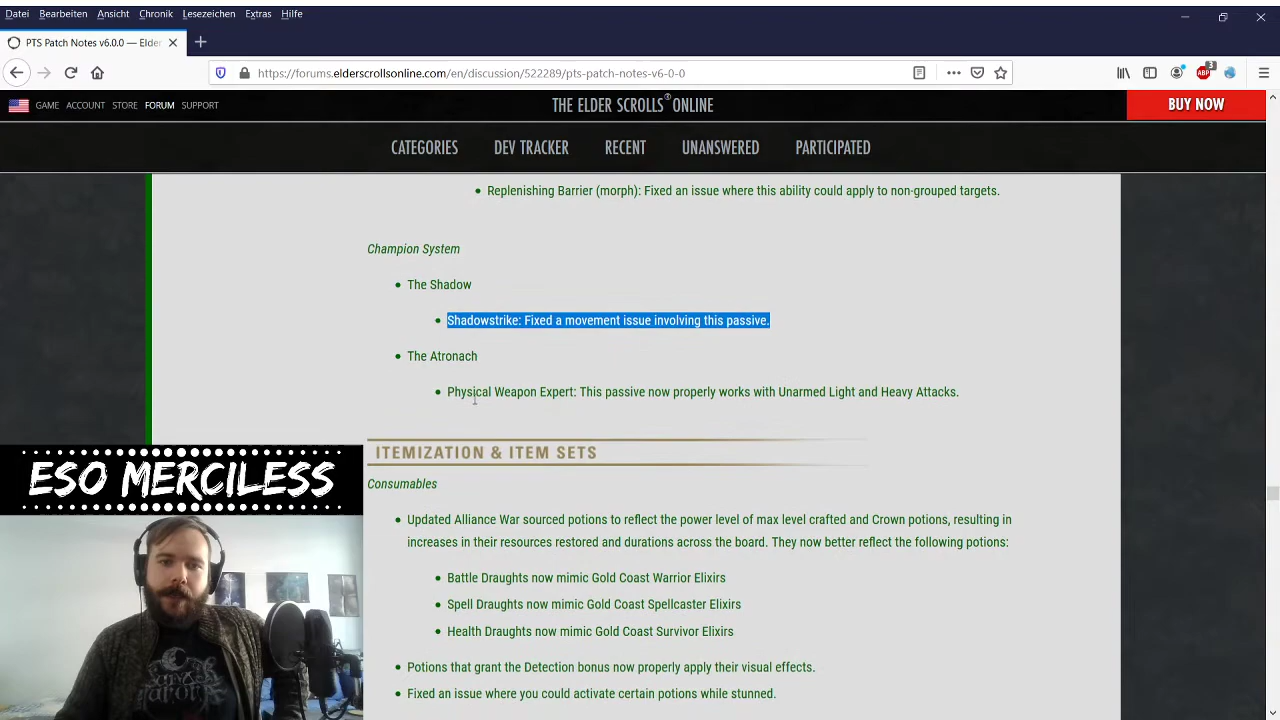 Datei Bearbeiten Ansicht Chronik Lesezeichen Extras Hilfe
PTS Patch Notes v6.0.0 — Elder
https://forums.elderscrollsonline.com/en/discussion/522289/pts-patch-notes-v6-0-0
ABP 3
GAME ACCOUNT STORE FORUM SUPPORT
THE ELDER SCROLLS ONLINE
BUY NOW
CATEGORIES DEV TRACKER RECENT UNANSWERED PARTICIPATED
Replenishing Barrier (morph): Fixed an issue where this ability could apply to non-grouped targets.
Champion System
The Shadow
Shadowstrike: Fixed a movement issue involving this passive.
The Atronach
Physical Weapon Expert: This passive now properly works with Unarmed Light and Heavy Attacks.
ITEMIZATION & ITEM SETS
Consumables
Updated Alliance War sourced potions to reflect the power level of max level crafted and Crown potions, resulting in
increases in their resources restored and durations across the board. They now better reflect the following potions:
Battle Draughts now mimic Gold Coast Warrior Elixirs
Spell Draughts now mimic Gold Coast Spellcaster Elixirs
Health Draughts now mimic Gold Coast Survivor Elixirs
Potions that grant the Detection bonus now properly apply their visual effects.
Fixed an issue where you could activate certain potions while stunned.
ESO MERCILESS